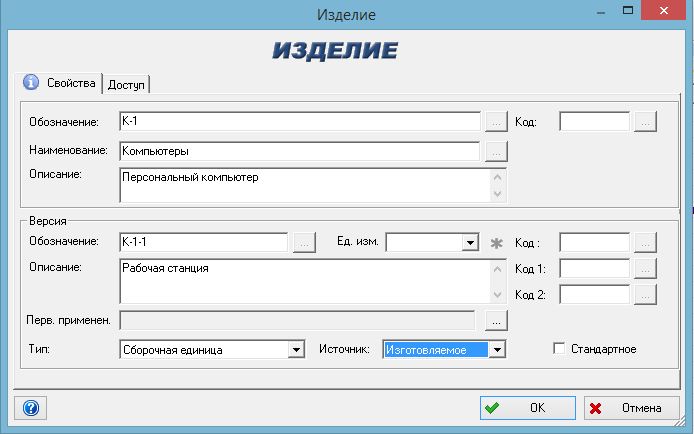 Изделие
ИЗДЕЛИЕ
Свойства Доступ
Обозначение: К-1 ... Код: ...
Наименование: Компьютеры ...
Описание: Персональный компьютер
Версия
Обозначение: К-1-1 ... Ед. изм. Код : ...
Описание: Рабочая станция Код 1: ...
Код 2: ...
Перв. применен. ...
Тип: Сборочная единица Источник: Изготовляемое Стандартное
? OK Отмена